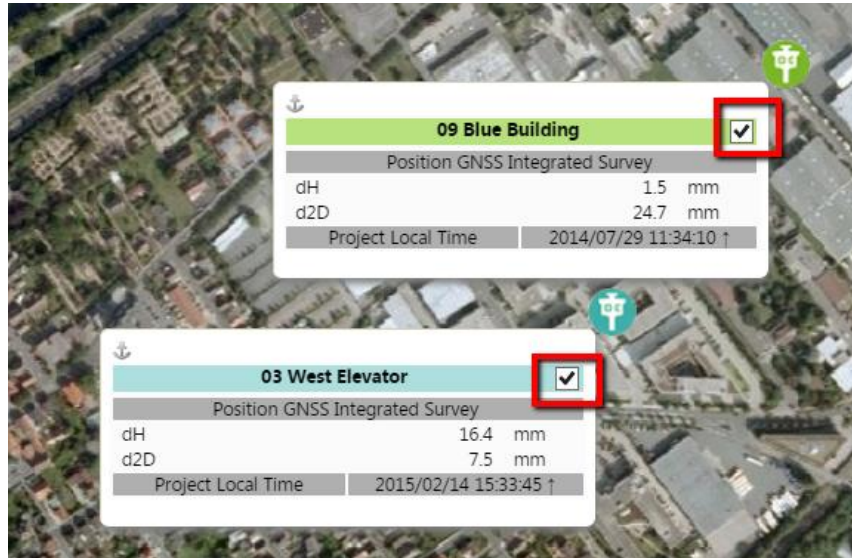 09 Blue Building
Position GNSS Integrated Survey
dH 1.5 mm
d2D 24.7 mm
Project Local Time 2014/07/29 11:34:10 ↑
03 West Elevator
Position GNSS Integrated Survey
dH 16.4 mm
d2D 7.5 mm
Project Local Time 2015/02/14 15:33:45 ↑